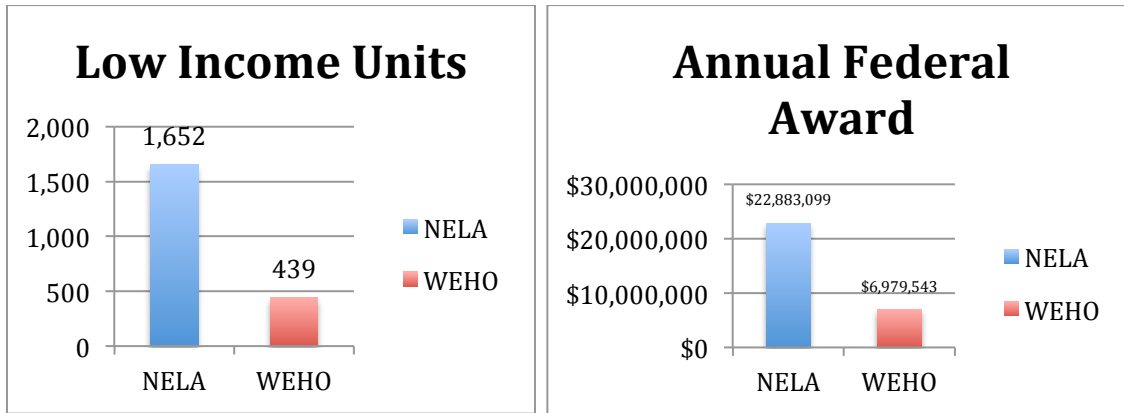 Low Income Units
2,000
1,652
1,500
1,000
439
500
0
NELA
WEHO
NELA
WEHO
Annual Federal
Award
$30,000,000
$22,883,099
$20,000,000
$6,979,543
$10,000,000
$0
NELA
WEHO
NELA
WEHO